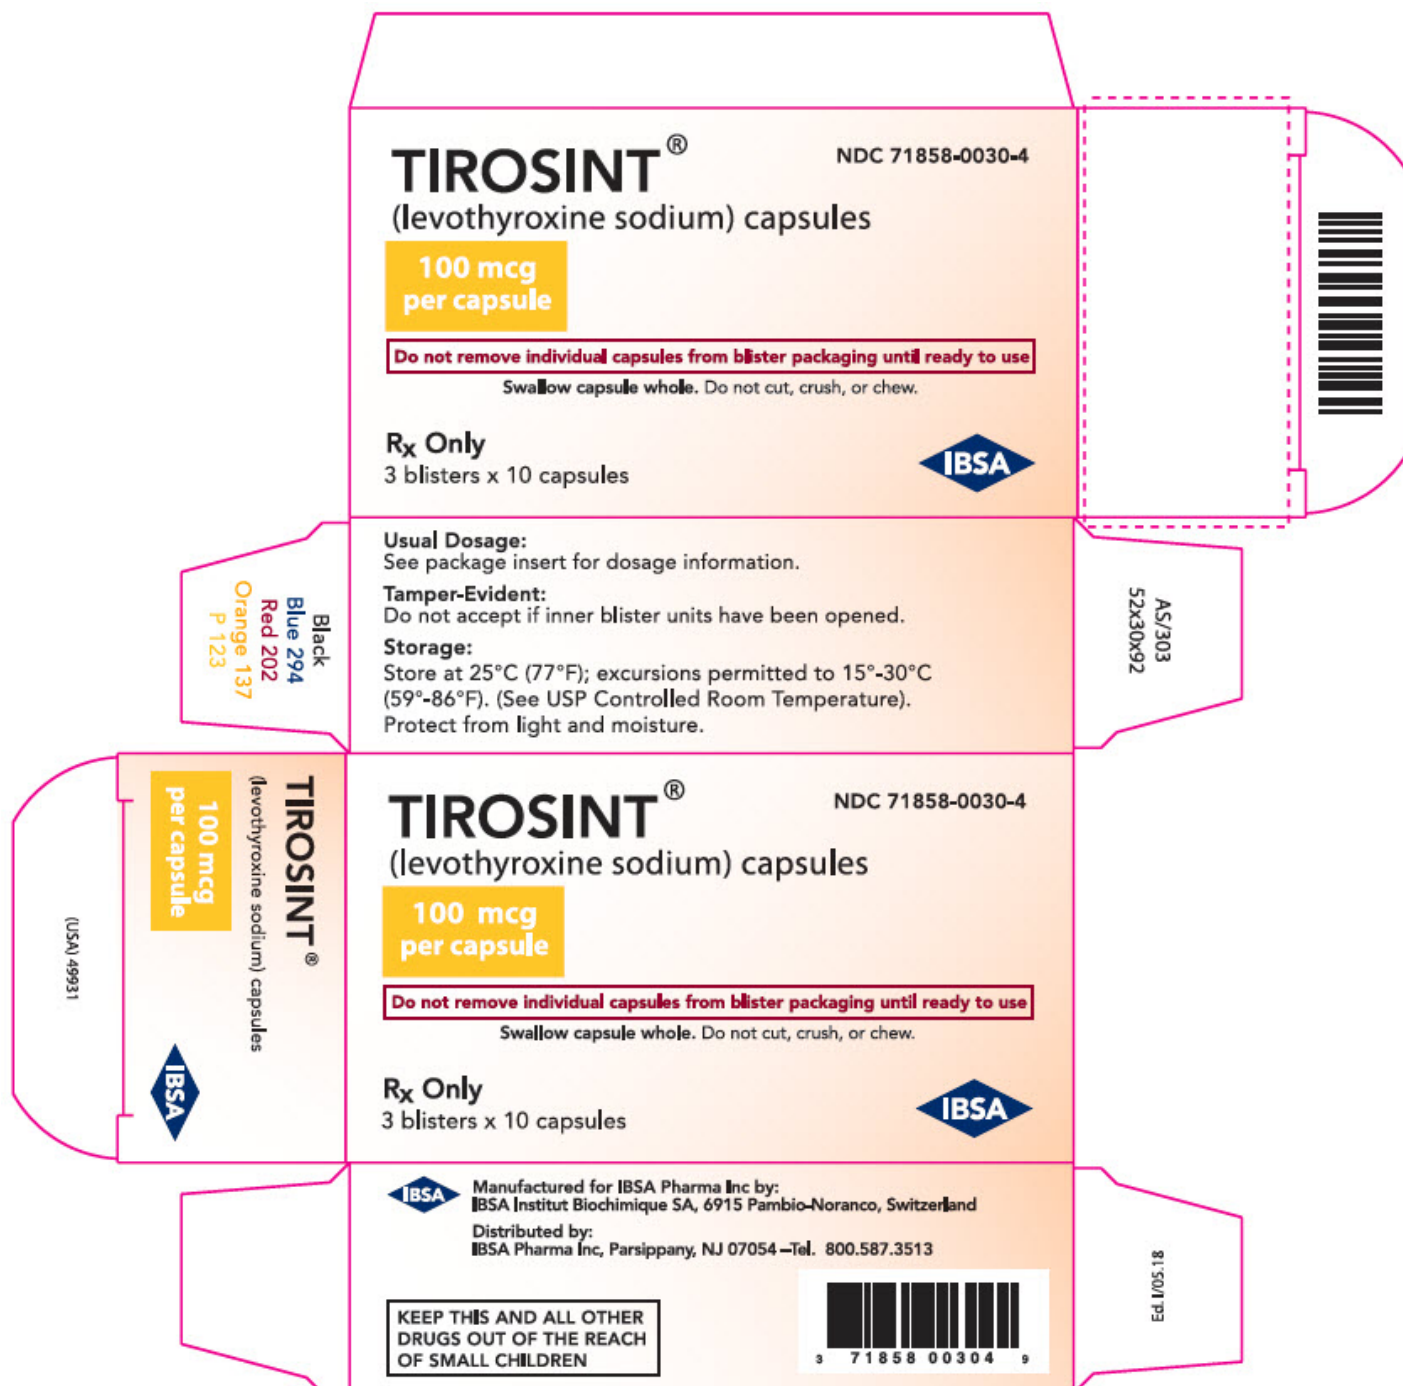 TIROSINT®
NDC 71858-0030-4
(levothyroxine sodium) capsules
100 mcg
per capsule
Do not remove individual capsules from blister packaging until ready to use
Swallow capsule whole. Do not cut, crush, or chew.
Rx Only
3 blisters x 10 capsules
IBSA
Usual Dosage:
See package insert for dosage information.
Tamper-Evident:
Do not accept if inner blister units have been opened.
Storage:
Store at 25°C (77°F); excursions permitted to 15°-30°C
(59°-86°F). (See USP Controlled Room Temperature).
Protect from light and moisture.
Black
Blue 294
Red 202
Orange 137
P 123
AS/303
52x30x92
TIROSINT®
(levothyroxine sodium) capsules
100 mcg
per capsule
IBSA
(USA) 49931
TIROSINT®
NDC 71858-0030-4
(levothyroxine sodium) capsules
100 mcg
per capsule
Do not remove individual capsules from blister packaging until ready to use
Swallow capsule whole. Do not cut, crush, or chew.
Rx Only
3 blisters x 10 capsules
IBSA
IBSA
Manufactured for IBSA Pharma Inc by:
IBSA Institut Biochimique SA, 6915 Pambio-Noranco, Switzerland
Distributed by:
IBSA Pharma Inc, Parsippany, NJ 07054 –Tel. 800.587.3513
KEEP THIS AND ALL OTHER
DRUGS OUT OF THE REACH
OF SMALL CHILDREN
3 71858 00304 9
Ed.I/05.18